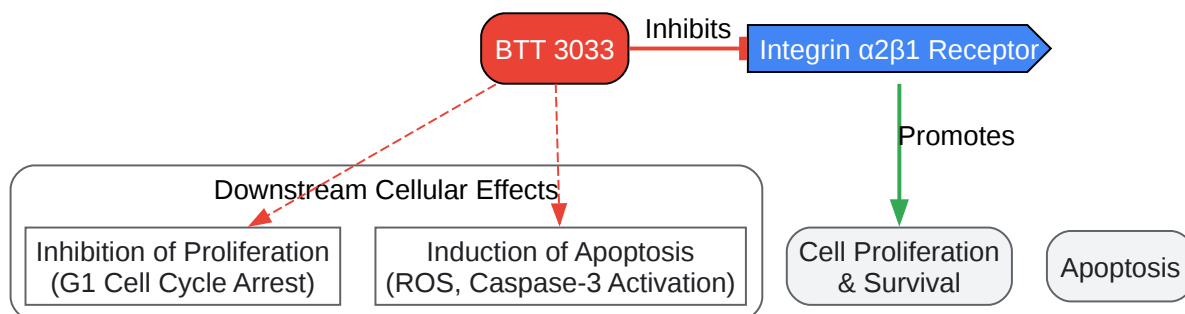 Inhibits
BTT 3033
Integrin α2β1 Receptor
Promotes
Downstream Cellular Effects
Inhibition of Proliferation
(G1 Cell Cycle Arrest)
Induction of Apoptosis
(ROS, Caspase-3 Activation)
Cell Proliferation
& Survival
Apoptosis